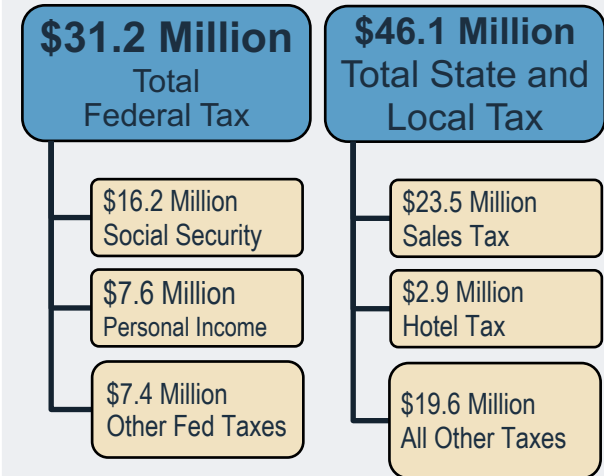 $31.2 Million
Total
Federal Tax
$16.2 Million
Social Security
$7.6 Million
Personal Income
$7.4 Million
Other Fed Taxes
$46.1 Million
Total State and
Local Tax
$23.5 Million
Sales Tax
$2.9 Million
Hotel Tax
$19.6 Million
All Other Taxes